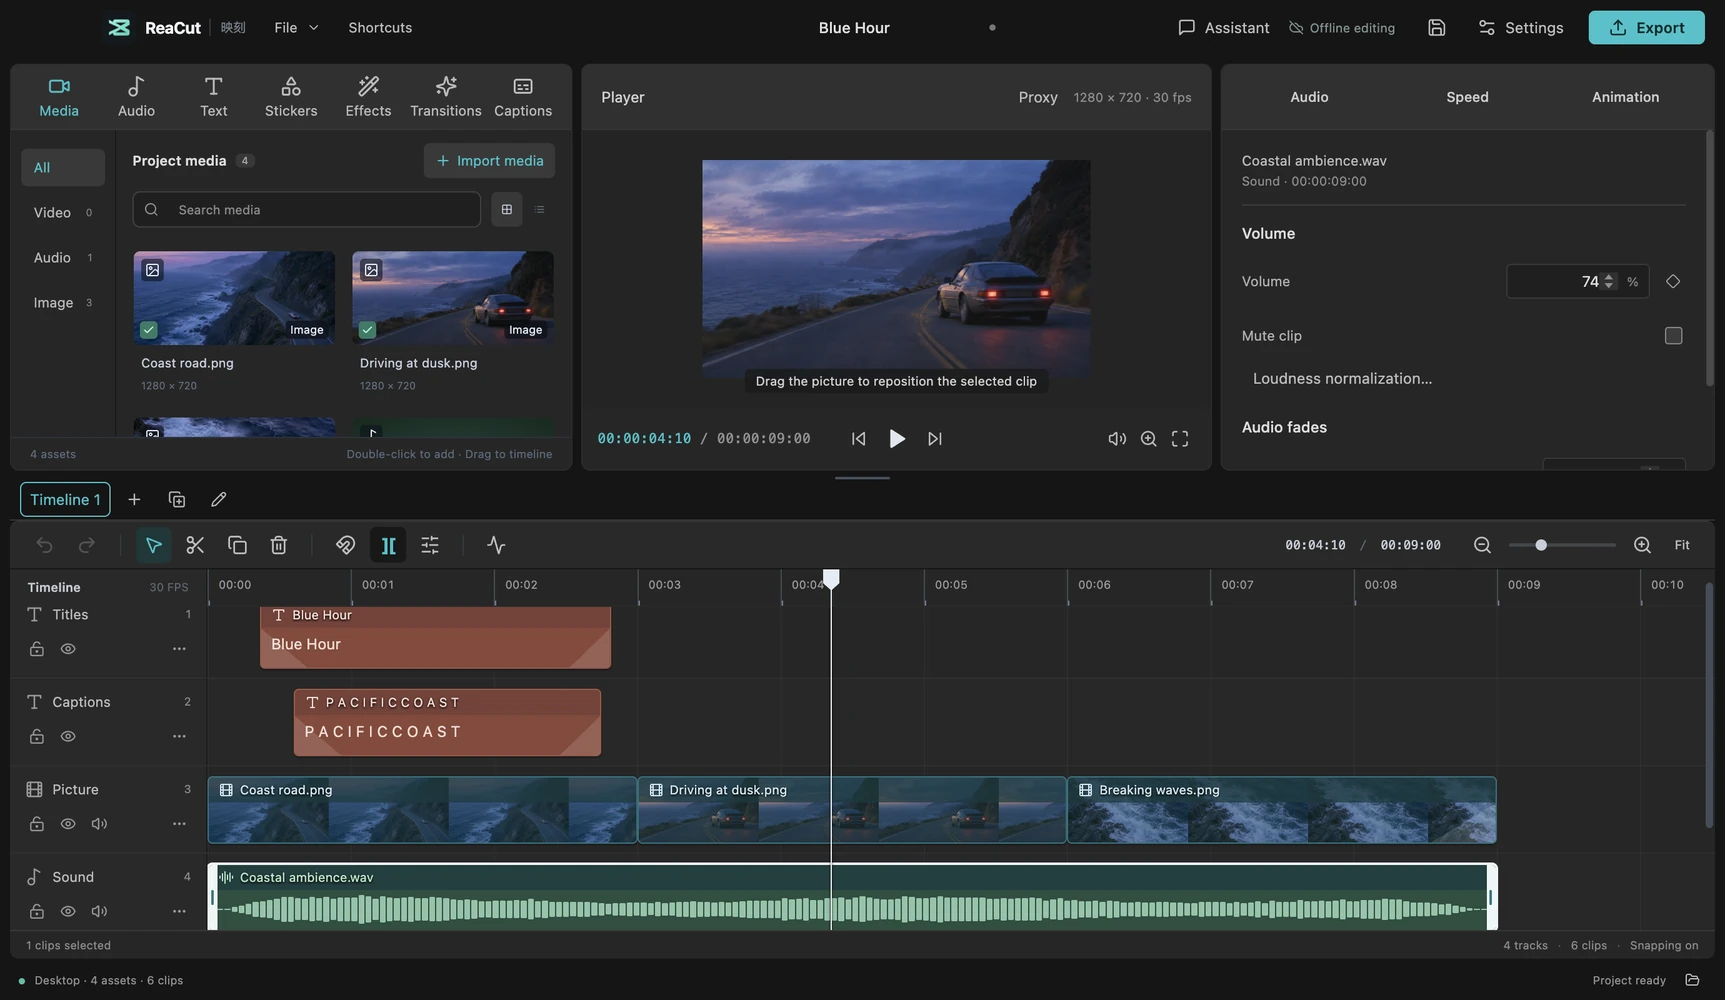 ReaCut 映刻 File Shortcuts Blue Hour Assistant Offline editing Settings Export
Media Audio Text Stickers Effects Transitions Captions
All
Video 0
Audio 1
Image 3
Project media 4 Import media
Search media
Image
Image
Coast road.png
1280 × 720
Driving at dusk.png
1280 × 720
4 assets Double-click to add · Drag to timeline
Player Proxy 1280 × 720 · 30 fps
Drag the picture to reposition the selected clip
00:00:04:10 / 00:00:09:00
Audio Speed Animation
Coastal ambience.wav
Sound · 00:00:09:00
Volume
Volume 74 %
Mute clip
Loudness normalization...
Audio fades
Timeline 1
00:04:10 / 00:09:00 Fit
Timeline 30 FPS 00:00 00:01 00:02 00:03 00:04 00:05 00:06 00:07 00:08 00:09 00:10
Titles 1 Blue Hour
Blue Hour
Captions 2 PACIFICCOAST
PACIFICCOAST
Picture 3 Coast road.png Driving at dusk.png Breaking waves.png
Sound 4 Coastal ambience.wav
1 clips selected 4 tracks · 6 clips · Snapping on
Desktop · 4 assets · 6 clips Project ready